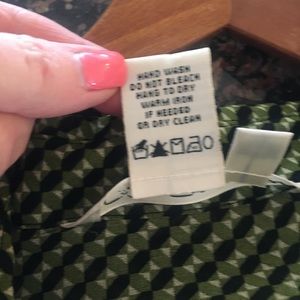 HAND WASH
DO NOT BLEACH
HANG TO DRY
WARM IRON
IF NEEDED
OR DRY CLEAN